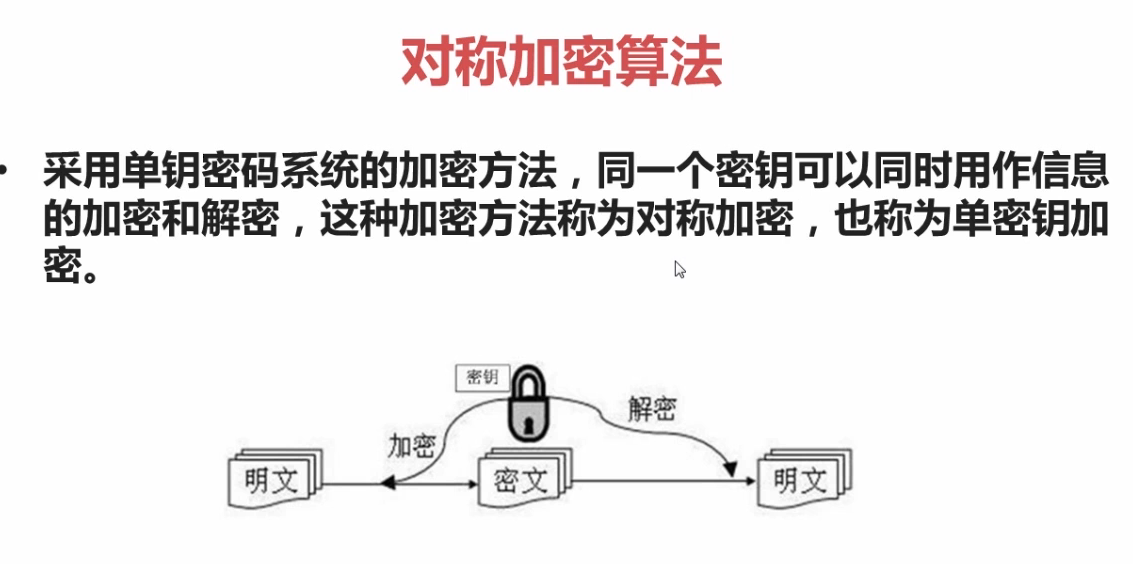 对称加密算法
• 采用单钥密码系统的加密方法，同一个密钥可以同时用作信息
的加密和解密，这种加密方法称为对称加密，也称为单密钥加
密。
密钥
解密
加密
明文
密文
明文